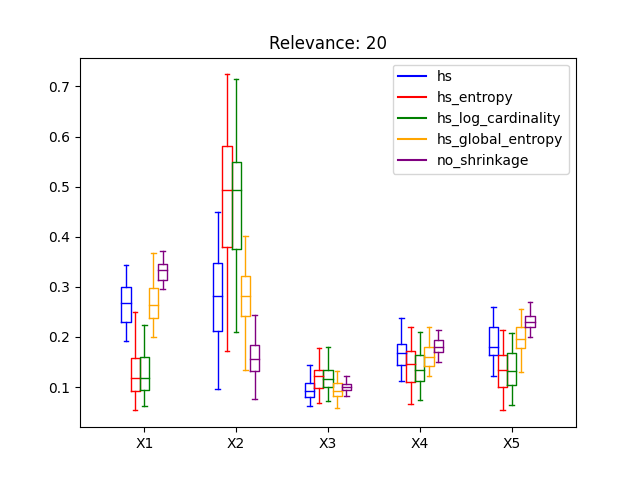 Relevance: 20
hs
hs_entropy
hs_log_cardinality
hs_global_entropy
no_shrinkage
0.7
0.6
0.5
0.4
0.3
0.2
0.1
X1 X2 X3 X4 X5